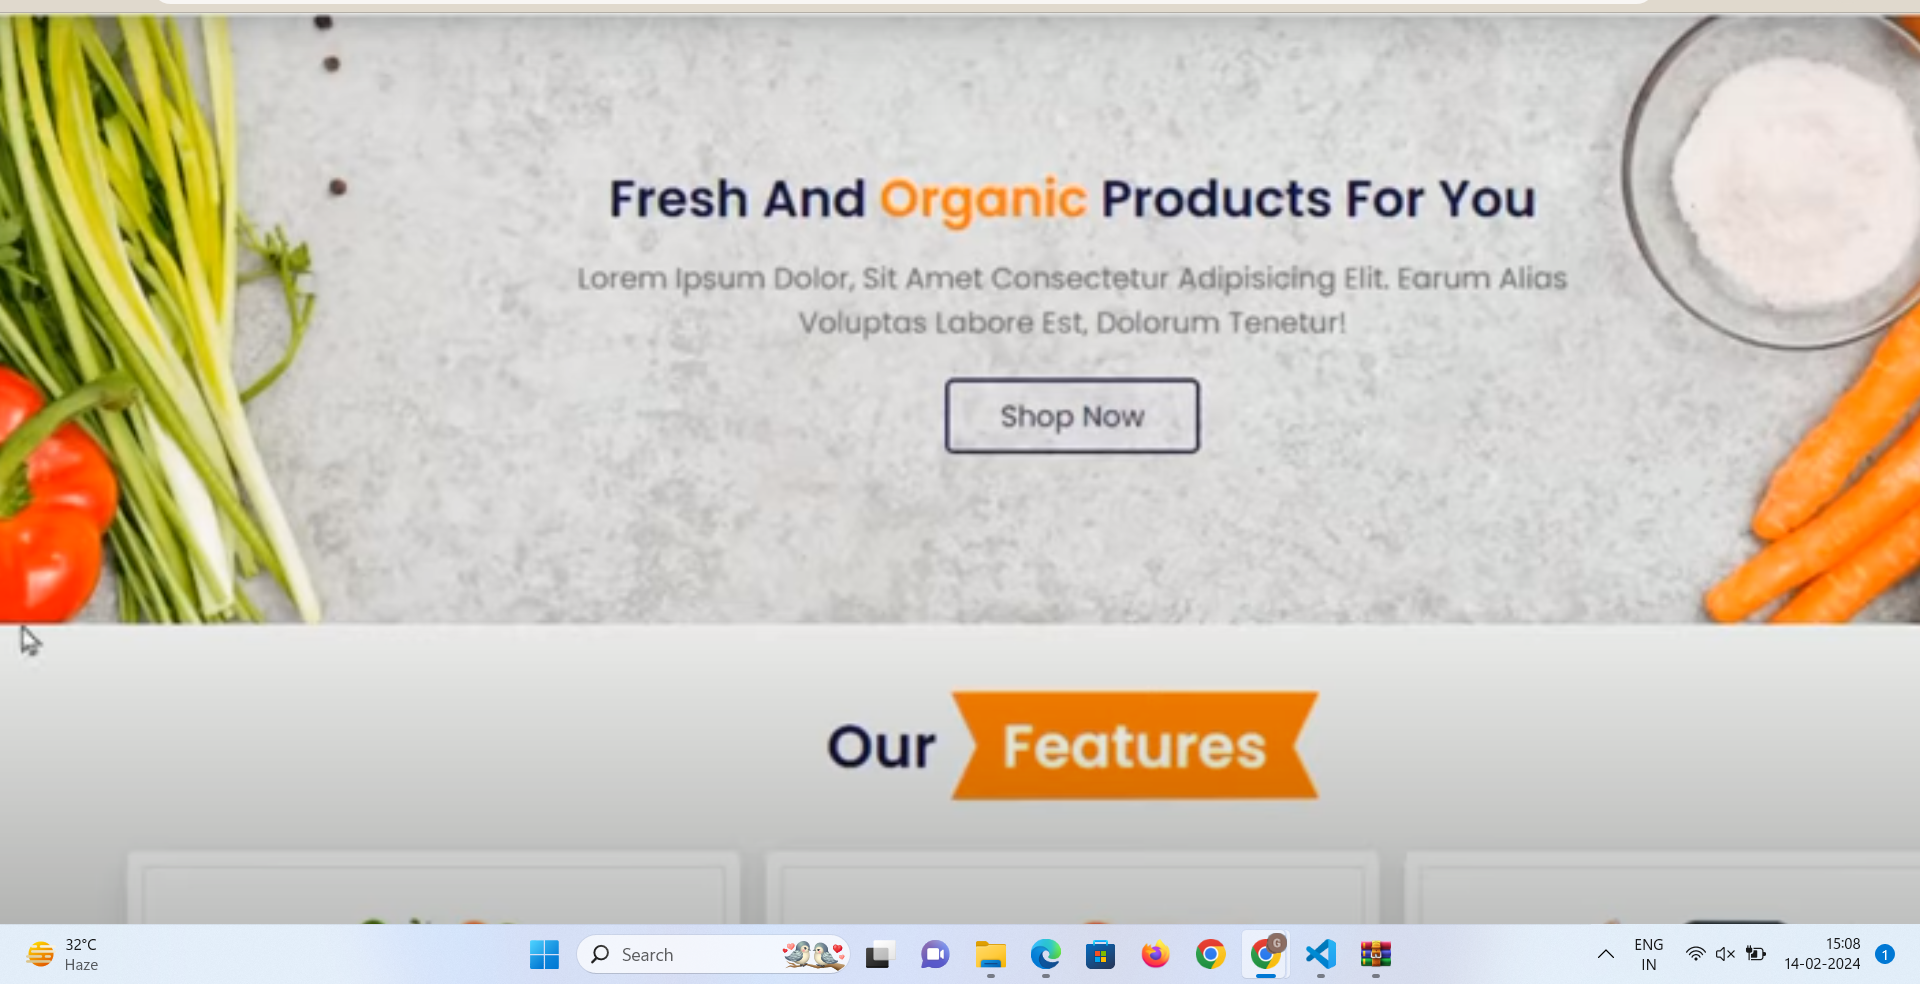 Fresh And Organic Products For You
Lorem Ipsum Dolor, Sit Amet Consectetur Adipisicing Elit. Earum Alias
Voluptas Labore Est, Dolorum Tenetur!
Shop Now
Our Features
32°C
Haze
Search
G
ENG
IN
15:08
14-02-2024
1